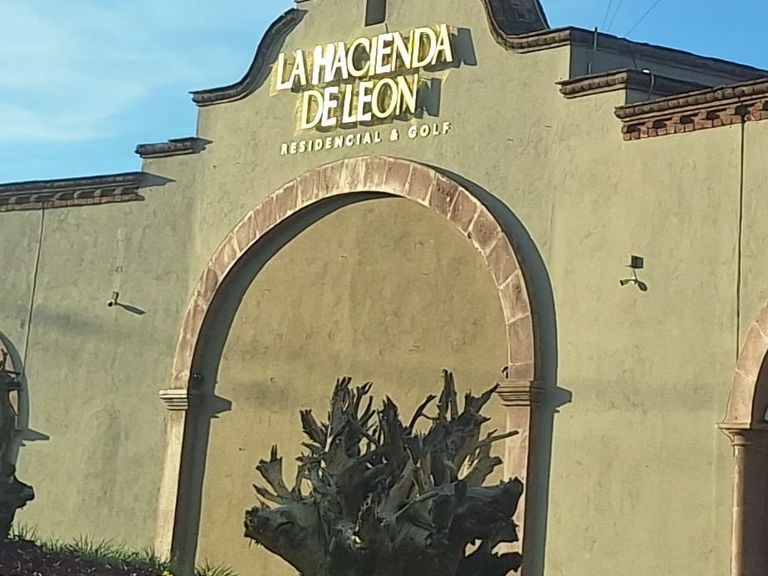 LA HACIENDA
DE LEON
RESIDENCIAL & GOLF